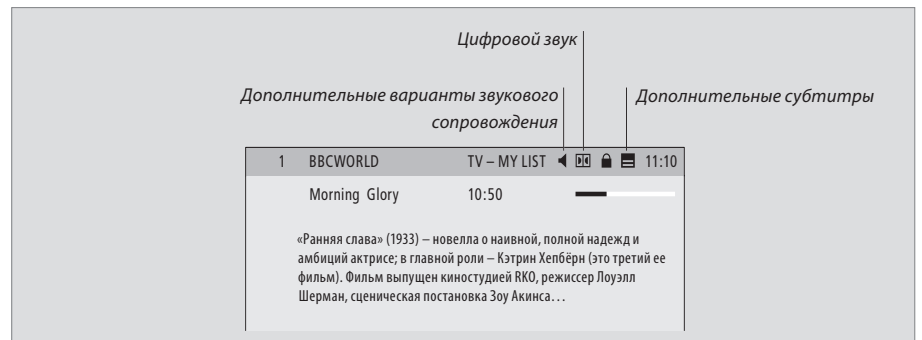 Цифровой звук
Дополнительные варианты звукового
сопровождения
Дополнительные субтитры
1 BBCWORLD TV – MY LIST 11:10
Morning Glory 10:50
«Ранняя слава» (1933) – новелла о наивной, полной надежд и
амбиций актрисе; в главной роли – Кэтрин Хепбёрн (это третий ее
фильм). Фильм выпущен киностудией RKO, режиссер Лоуэлл
Шерман, сценическая постановка Зоу Акинса…